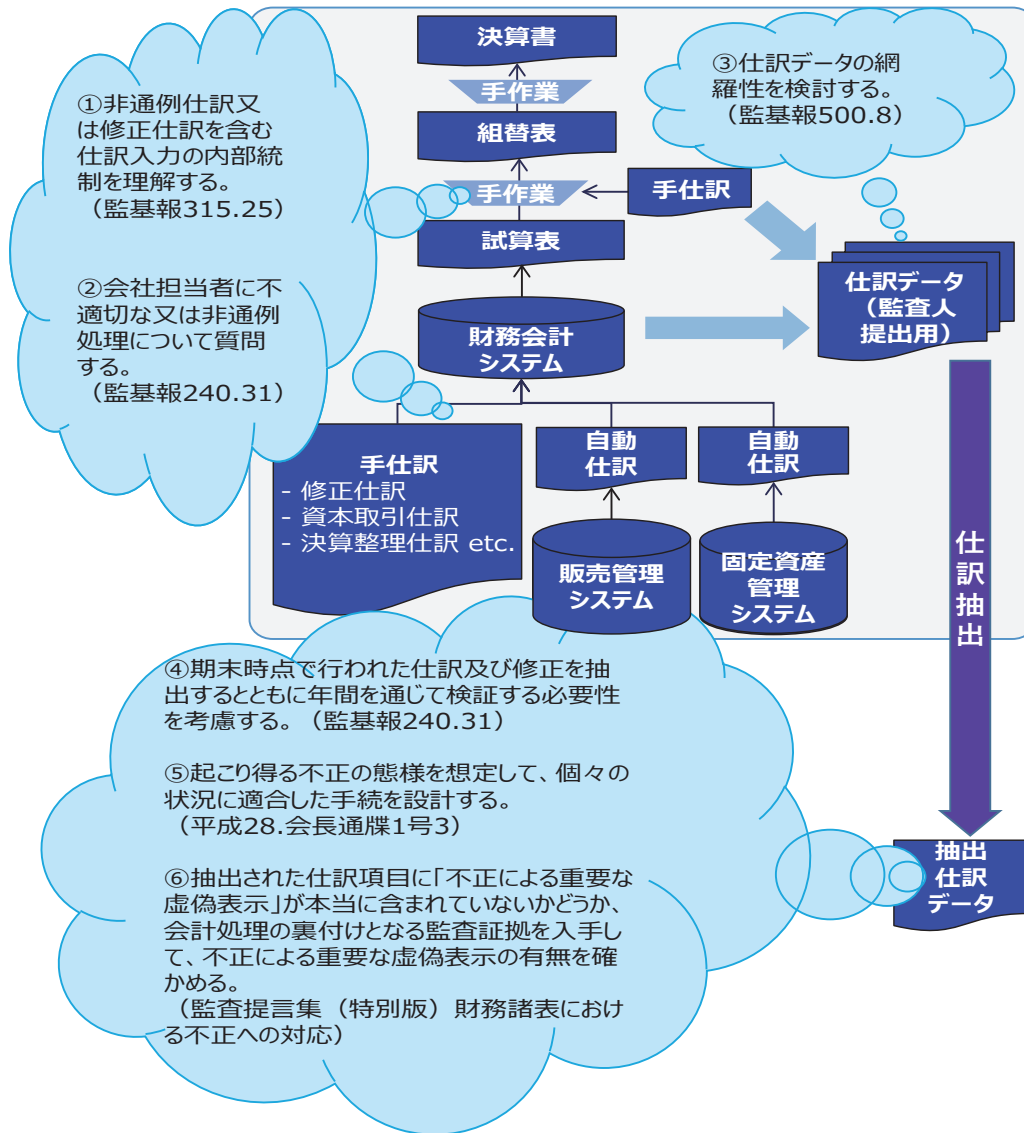 決算書
手作業
組替表
手作業
手仕訳
試算表
財務会計
システム
仕訳データ
（監査人
提出用）
①非通例仕訳又
は修正仕訳を含む
仕訳入力の内部統
制を理解する。
（監基報315.25）
②会社担当者に不
適切な又は非通例
処理について質問
する。
（監基報240.31）
③仕訳データの網
羅性を検討する。
（監基報500.8）
手仕訳
- 修正仕訳
- 資本取引仕訳
- 決算整理仕訳 etc.
自動
仕訳
自動
仕訳
販売管理
システム
固定資産
管理
システム
仕訳抽出
④期末時点で行われた仕訳及び修正を抽
出するとともに年間を通じて検証する必要性
を考慮する。（監基報240.31）
⑤起こり得る不正の態様を想定して、個々の
状況に適合した手続を設計する。
（平成28.会長通牒1号3）
⑥抽出された仕訳項目に「不正による重要な
虚偽表示」が本当に含まれていないかどうか、
会計処理の裏付けとなる監査証拠を入手し
て、不正による重要な虚偽表示の有無を確
かめる。
（監査提言集（特別版）財務諸表におけ
る不正への対応）
抽出
仕訳
データ